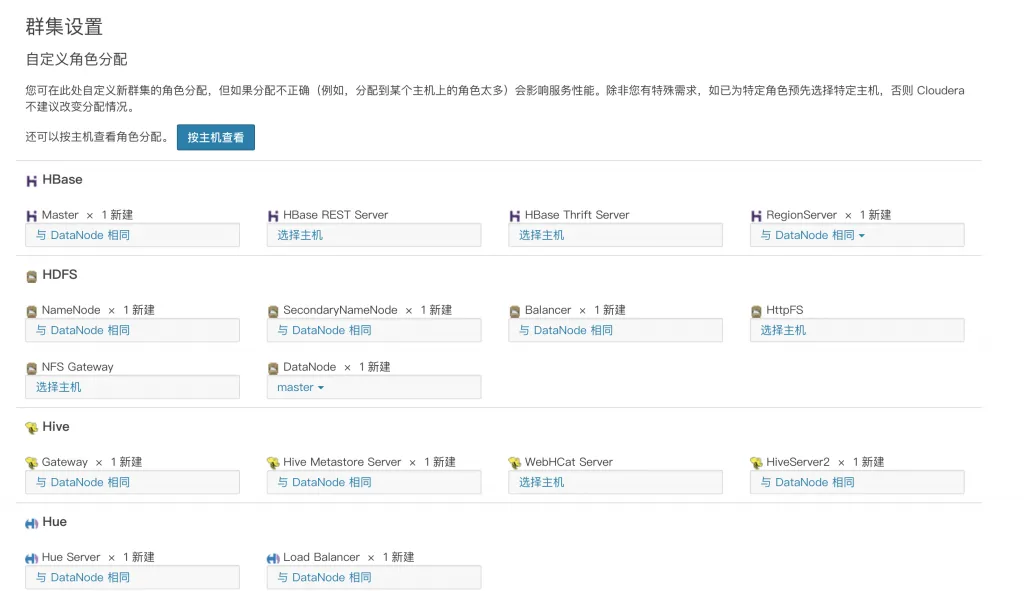 群集设置
自定义角色分配
您可在此处自定义新群集的角色分配，但如果分配不正确（例如，分配到某个主机上的角色太多）会影响服务性能。除非您有特殊需求，如已为特定角色预先选择特定主机，否则 Cloudera
不建议改变分配情况。
还可以按主机查看角色分配。 按主机查看
HBase
Master × 1 新建 HBase REST Server HBase Thrift Server RegionServer × 1 新建
与 DataNode 相同 选择主机 选择主机 与 DataNode 相同
HDFS
NameNode × 1 新建 SecondaryNameNode × 1 新建 Balancer × 1 新建 HttpFS
与 DataNode 相同 与 DataNode 相同 与 DataNode 相同 选择主机
NFS Gateway DataNode × 1 新建
选择主机 master
Hive
Gateway × 1 新建 Hive Metastore Server × 1 新建 WebHCat Server HiveServer2 × 1 新建
与 DataNode 相同 与 DataNode 相同 选择主机 与 DataNode 相同
Hue
Hue Server × 1 新建 Load Balancer × 1 新建
与 DataNode 相同 与 DataNode 相同